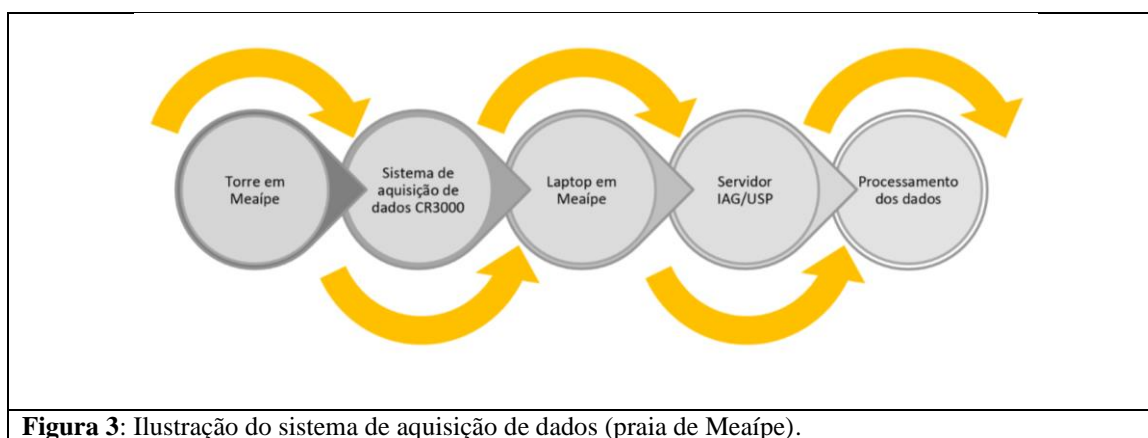 Torre em
Meaípe
Sistema de
aquisição de
dados CR3000
Laptop em
Meaípe
Servidor
IAG/USP
Processamento
dos dados
Figura 3: Ilustração do sistema de aquisição de dados (praia de Meaípe).